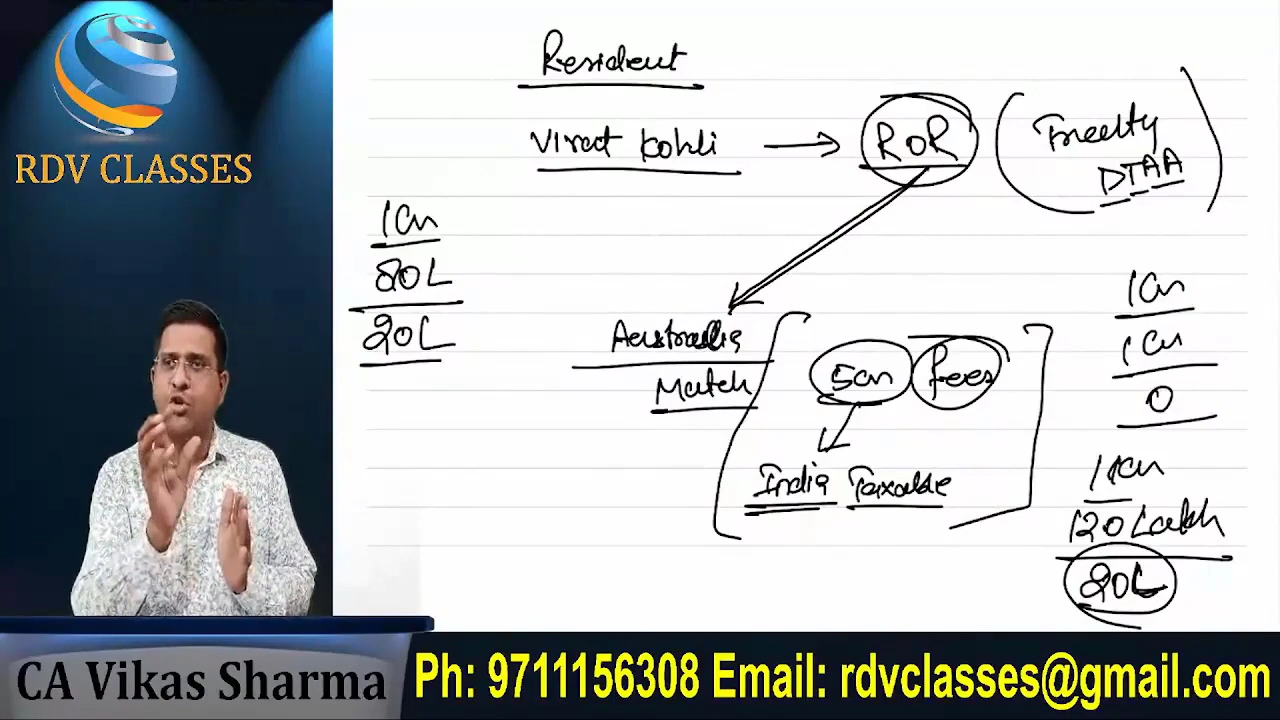 RDV CLASSES
Resident
Virat Kohli → ROR (Treaty
DTAA)
1Cr
80L
20L
Australia
Match
5Cr fees
India Taxable
1Cr
1Cr
0
1Cr
120 Lakh
20L
CA Vikas Sharma
Ph: 9711156308 Email: rdvclasses@gmail.com